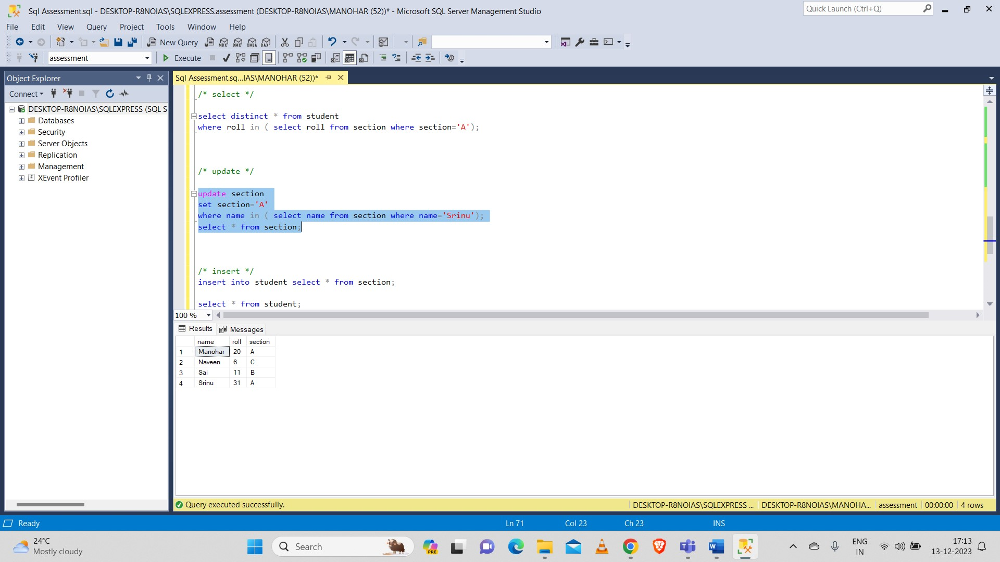 Sql Assessment.sql - DESKTOP-R8NOIAS\SQLEXPRESS.assessment (DESKTOP-R8NOIAS\MANOHAR (52))* - Microsoft SQL Server Management Studio
Quick Launch (Ctrl+Q)
File Edit View Query Project Tools Window Help
New Query
MDX DMX XMLA DAX
assessment
Execute
Object Explorer
Sql Assessment.sq...IAS\MANOHAR (52))*
Connect
DESKTOP-R8NOIAS\SQLEXPRESS (SQL S
Databases
Security
Server Objects
Replication
Management
XEvent Profiler
/* select */
select distinct * from student
where roll in ( select roll from section where section='A');
/* update */
update section
set section='A'
where name in ( select name from section where name='Srinu');
select * from section;
/* insert */
insert into student select * from section;
select * from student;
100 %
Results Messages
name roll section
1 Manohar 20 A
2 Naveen 6 C
3 Sai 11 B
4 Srinu 31 A
Query executed successfully.
DESKTOP-R8NOIAS\SQLEXPRESS ... DESKTOP-R8NOIAS\MANOHA... assessment 00:00:00 4 rows
Ready
Ln 71 Col 23 Ch 23 INS
24°C
Mostly cloudy
Search
PRE
ENG
IN
17:13
13-12-2023